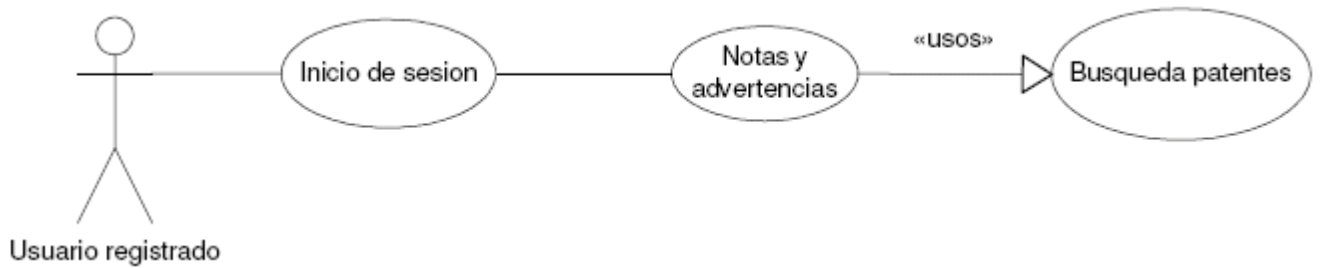 «usos»
Inicio de sesion
Notas y
advertencias
Busqueda patentes
Usuario registrado